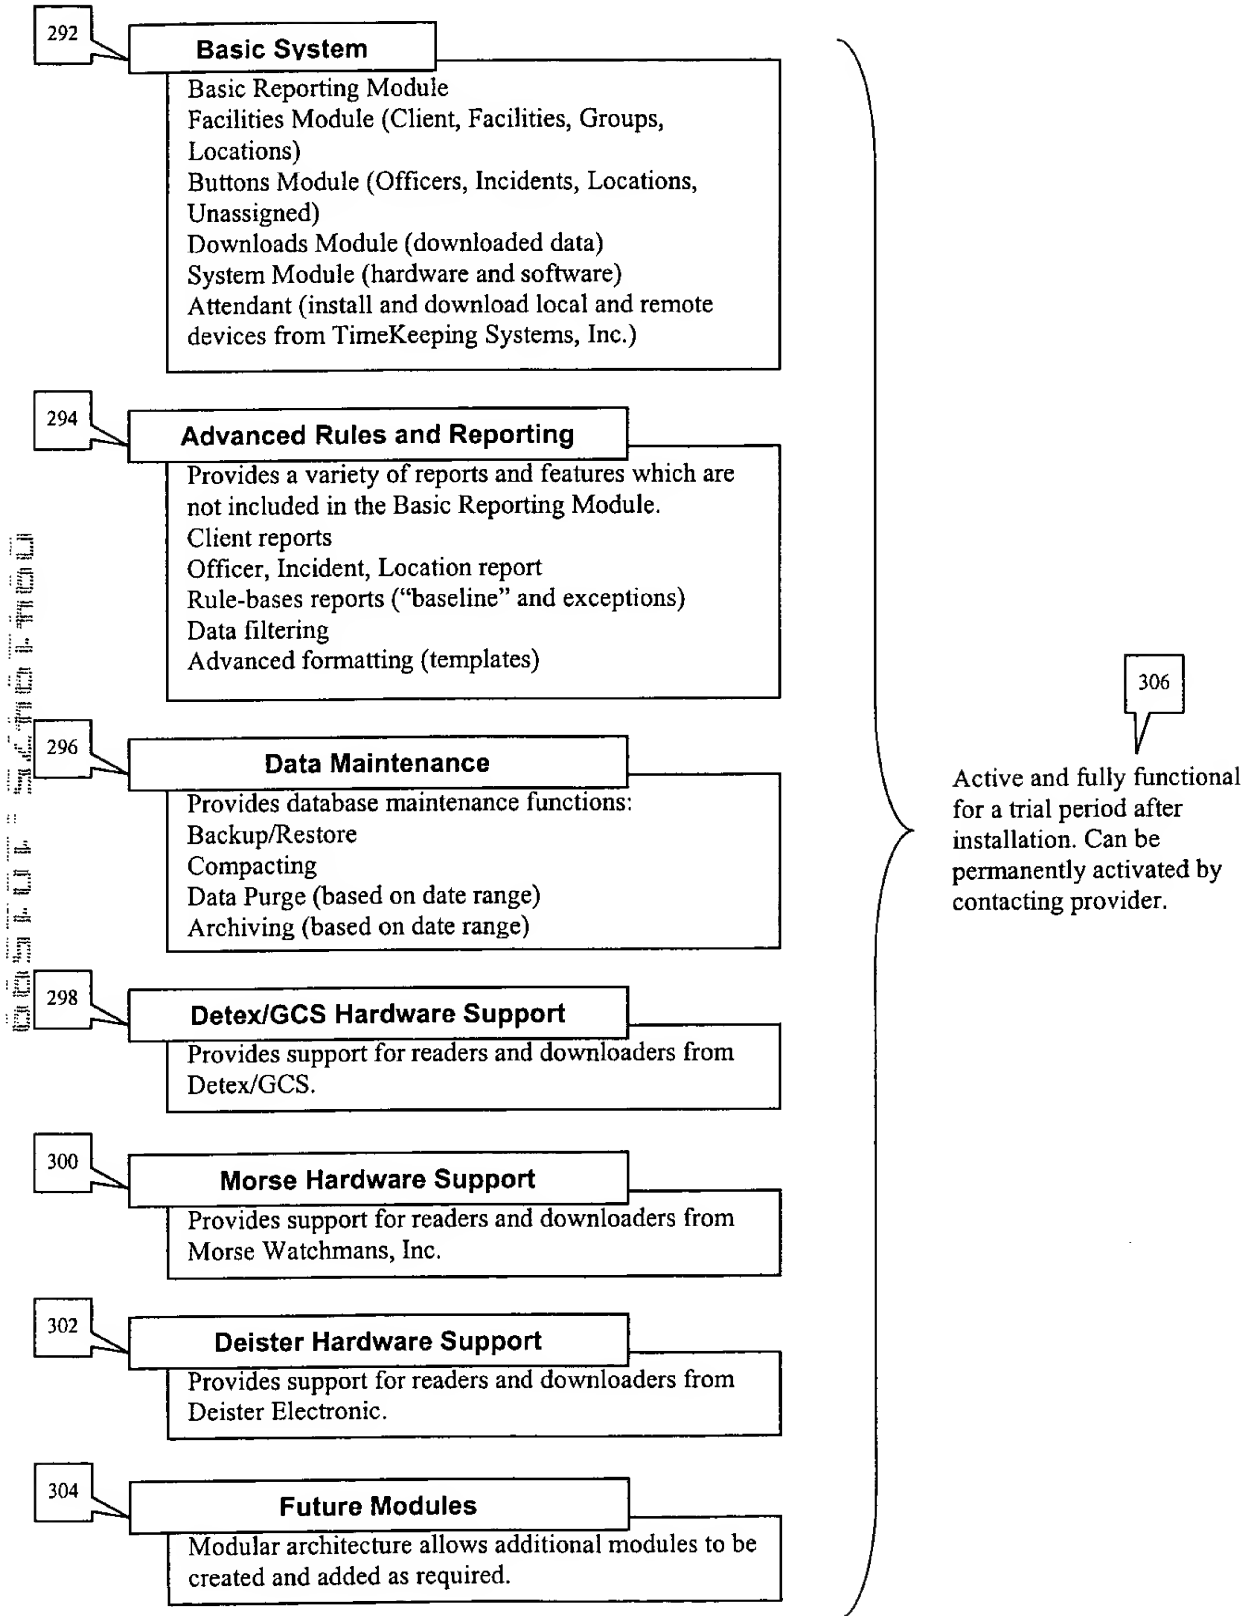 292
Basic System
Basic Reporting Module
Facilities Module (Client, Facilities, Groups,
Locations)
Buttons Module (Officers, Incidents, Locations,
Unassigned)
Downloads Module (downloaded data)
System Module (hardware and software)
Attendant (install and download local and remote
devices from TimeKeeping Systems, Inc.)
294
Advanced Rules and Reporting
Provides a variety of reports and features which are
not included in the Basic Reporting Module.
Client reports
Officer, Incident, Location report
Rule-bases reports (“baseline” and exceptions)
Data filtering
Advanced formatting (templates)
296
Data Maintenance
Provides database maintenance functions:
Backup/Restore
Compacting
Data Purge (based on date range)
Archiving (based on date range)
298
Detex/GCS Hardware Support
Provides support for readers and downloaders from
Detex/GCS.
300
Morse Hardware Support
Provides support for readers and downloaders from
Morse Watchmans, Inc.
302
Deister Hardware Support
Provides support for readers and downloaders from
Deister Electronic.
304
Future Modules
Modular architecture allows additional modules to be
created and added as required.
306
Active and fully functional
for a trial period after
installation. Can be
permanently activated by
contacting provider.